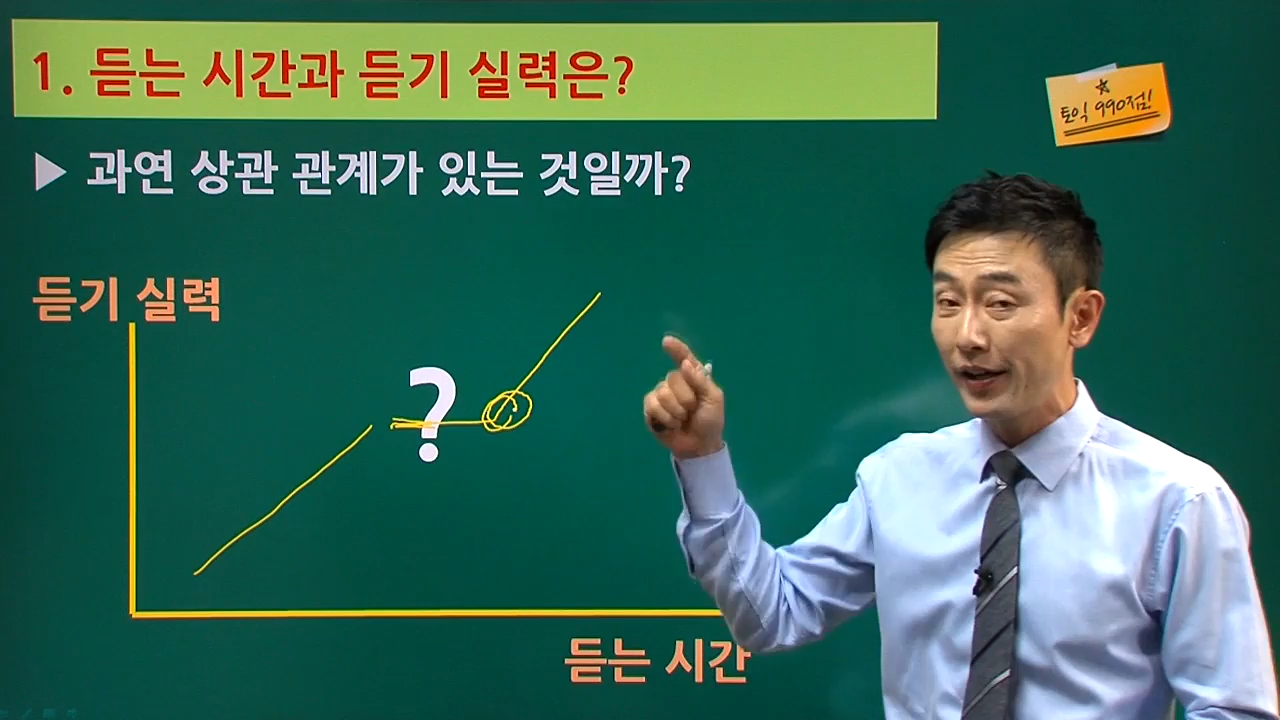 1. 듣는 시간과 듣기 실력은?
▶ 과연 상관 관계가 있는 것일까?
토익 990점!
듣기 실력
?
듣는 시간